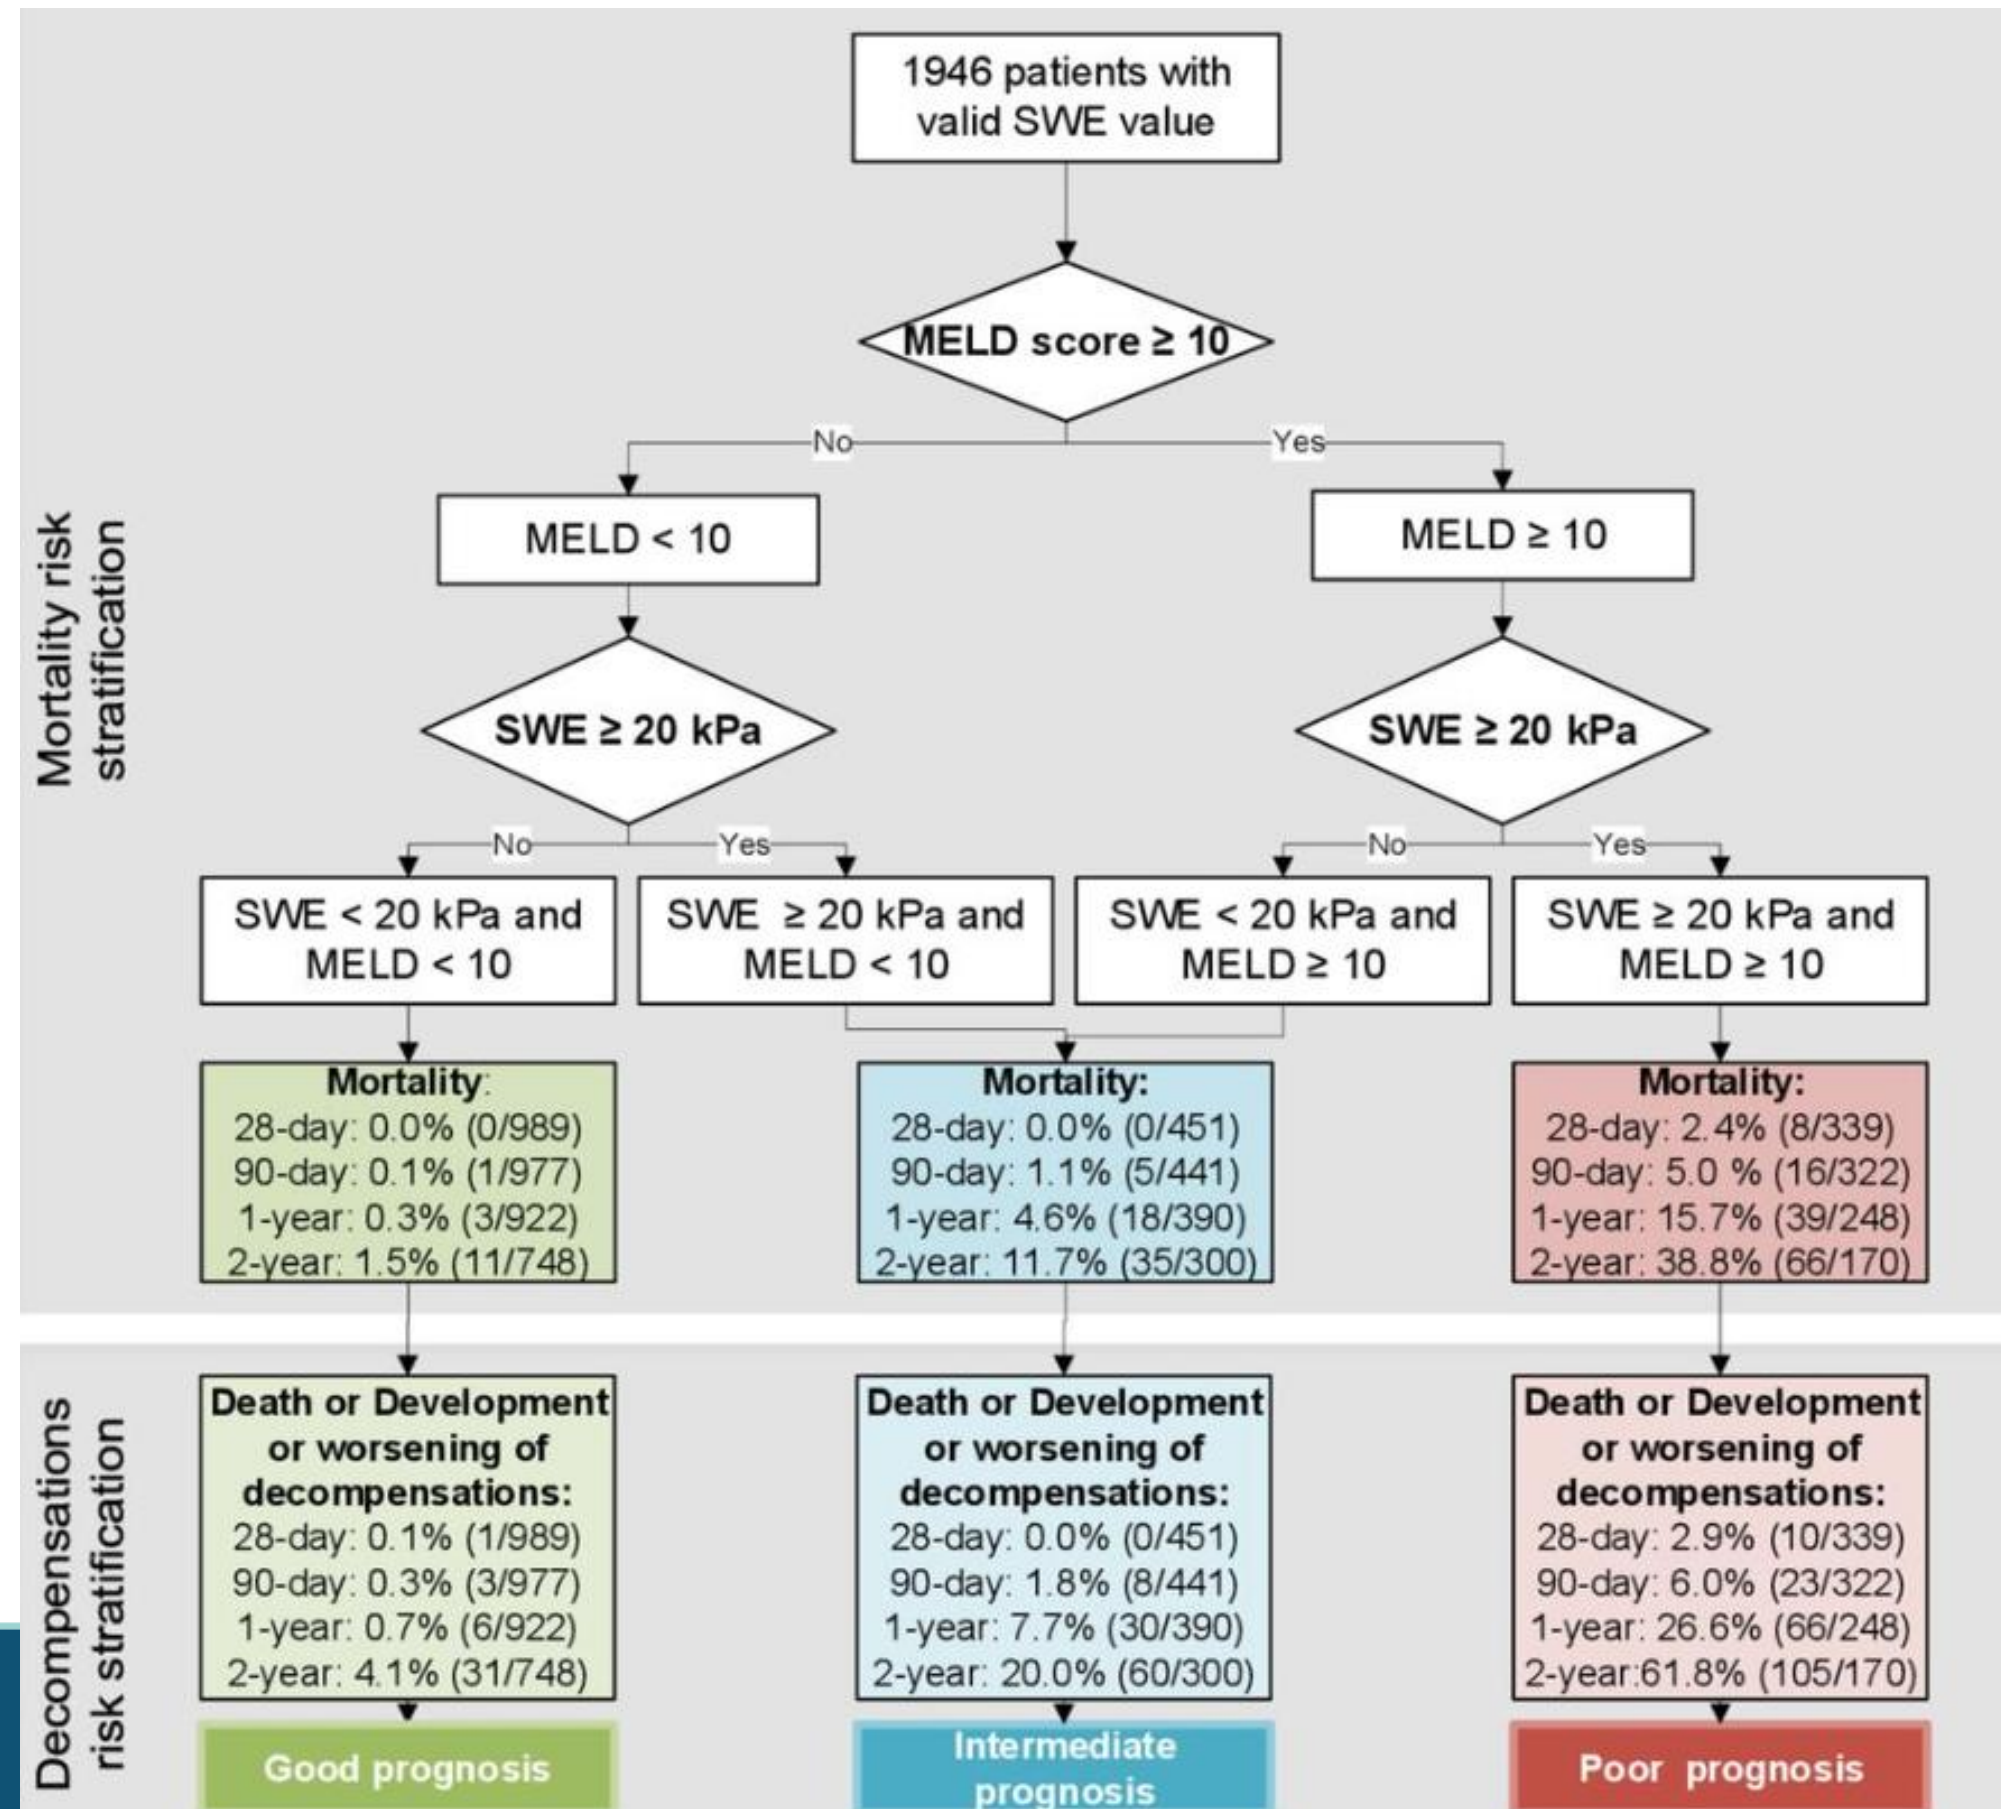 1946 patients with
valid SWE value
MELD score ≥ 10
No
Yes
MELD < 10
MELD ≥ 10
Mortality risk
stratification
SWE ≥ 20 kPa
SWE ≥ 20 kPa
No
Yes
No
Yes
SWE < 20 kPa and
MELD < 10
SWE ≥ 20 kPa and
MELD < 10
SWE < 20 kPa and
MELD ≥ 10
SWE ≥ 20 kPa and
MELD ≥ 10
Mortality:
28-day: 0.0% (0/989)
90-day: 0.1% (1/977)
1-year: 0.3% (3/922)
2-year: 1.5% (11/748)
Mortality:
28-day: 0.0% (0/451)
90-day: 1.1% (5/441)
1-year: 4.6% (18/390)
2-year: 11.7% (35/300)
Mortality:
28-day: 2.4% (8/339)
90-day: 5.0 % (16/322)
1-year: 15.7% (39/248)
2-year: 38.8% (66/170)
Decompensations
risk stratification
Death or Development
or worsening of
decompensations:
28-day: 0.1% (1/989)
90-day: 0.3% (3/977)
1-year: 0.7% (6/922)
2-year: 4.1% (31/748)
Death or Development
or worsening of
decompensations:
28-day: 0.0% (0/451)
90-day: 1.8% (8/441)
1-year: 7.7% (30/390)
2-year: 20.0% (60/300)
Death or Development
or worsening of
decompensations:
28-day: 2.9% (10/339)
90-day: 6.0% (23/322)
1-year: 26.6% (66/248)
2-year:61.8% (105/170)
Good prognosis
Intermediate
prognosis
Poor prognosis